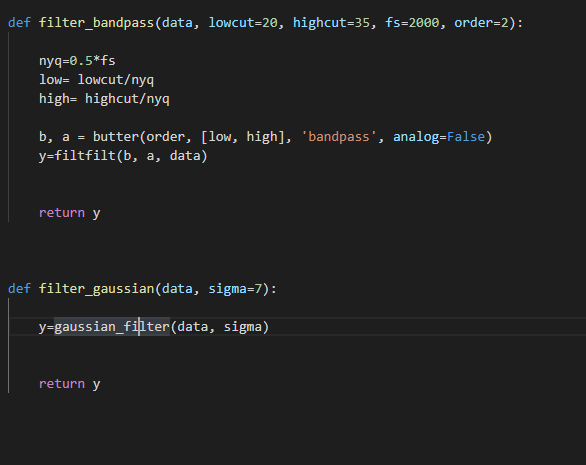 def filter_bandpass(data, lowcut=20, highcut=35, fs=2000, order=2):
nyq=0.5*fs
low= lowcut/nyq
high= highcut/nyq
b, a = butter(order, [low, high], 'bandpass', analog=False)
y=filtfilt(b, a, data)
return y
def filter_gaussian(data, sigma=7):
y=gaussian_filter(data, sigma)
return y